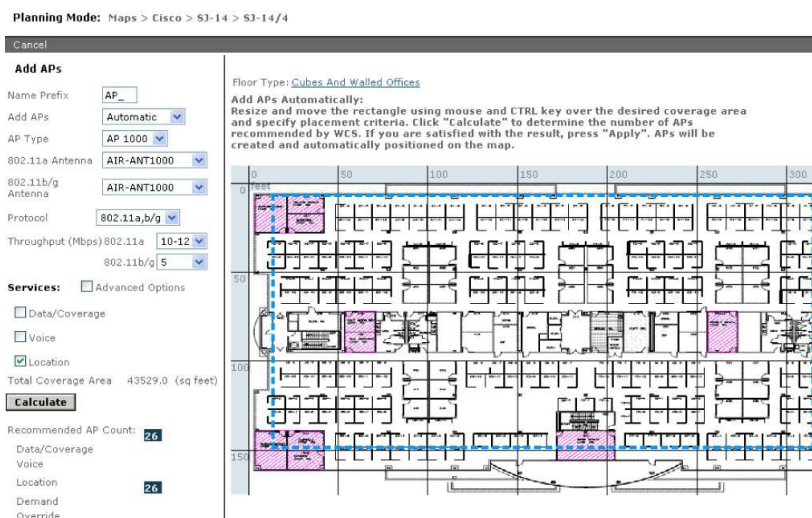 Planning Mode: Maps > Cisco > SJ-14 > SJ-14/4
Cancel
Add APs
Name Prefix AP_
Add APs Automatic
AP Type AP 1000
802.11a Antenna AIR-ANT1000
802.11b/g Antenna AIR-ANT1000
Protocol 802.11a,b/g
Throughput (Mbps) 802.11a 10-12
802.11b/g 5
Services: Advanced Options
Data/Coverage
Voice
Location
Total Coverage Area 43529.0 (sq feet)
Calculate
Recommended AP Count: 26
Data/Coverage
Voice
Location 26
Demand
Override
Floor Type: Cubes And Walled Offices
Add APs Automatically:
Resize and move the rectangle using mouse and CTRL key over the desired coverage area
and specify placement criteria. Click "Calculate" to determine the number of APs
recommended by WCS. If you are satisfied with the result, press "Apply". APs will be
created and automatically positioned on the map.
0 50 100 150 200 250 300
0 feet
50
100
150